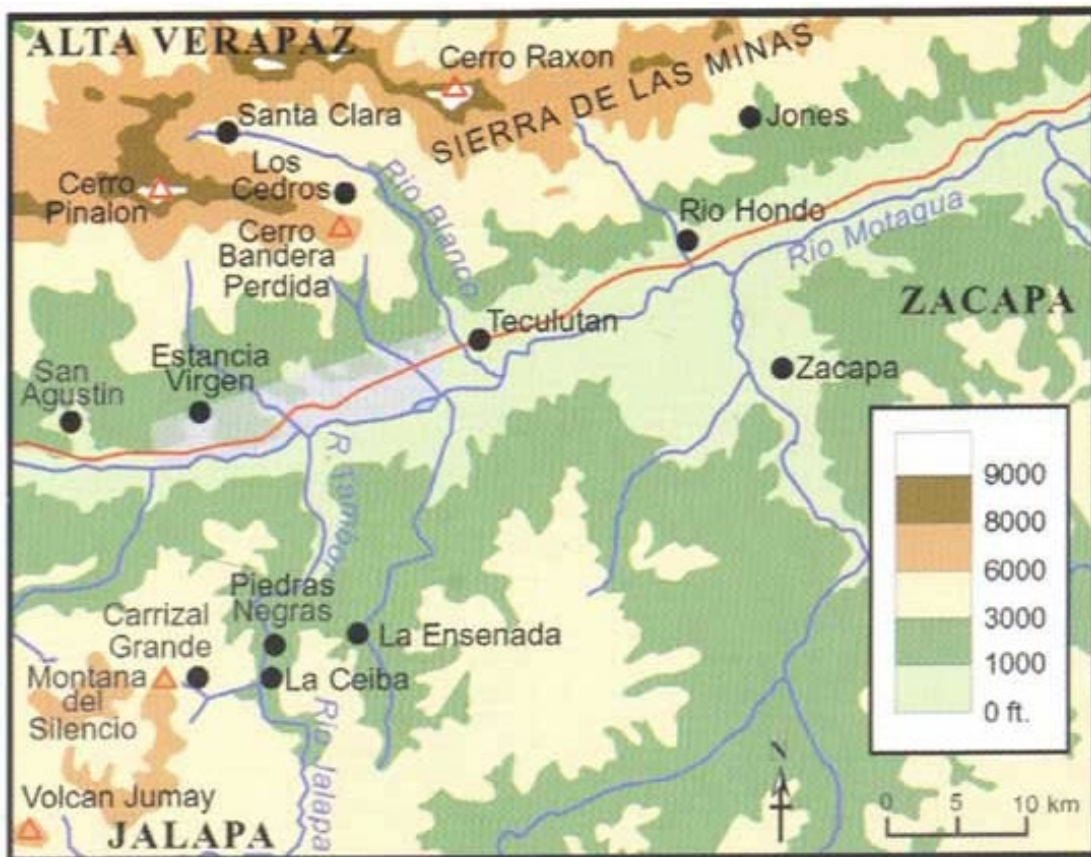 ALTA VERAPAZ
Cerro Raxon
SIERRA DE LAS MINAS
Santa Clara
Jones
Los
Cedros
Cerro
Pinalon
Rio Blanco
Cerro
Bandera
Perdida
Rio Hondo
Rio Motagua
ZACAPA
Teculutan
Estancia
Virgen
San
Agustin
Zacapa
R. Tambor
9000
8000
6000
3000
1000
0 ft.
Piedras
Negras
Carrizal
Grande
La Ensenada
Montana
del
Silencio
La Ceiba
Rio Jalapa
Volcan Jumay
JALAPA
N
0 5 10 km